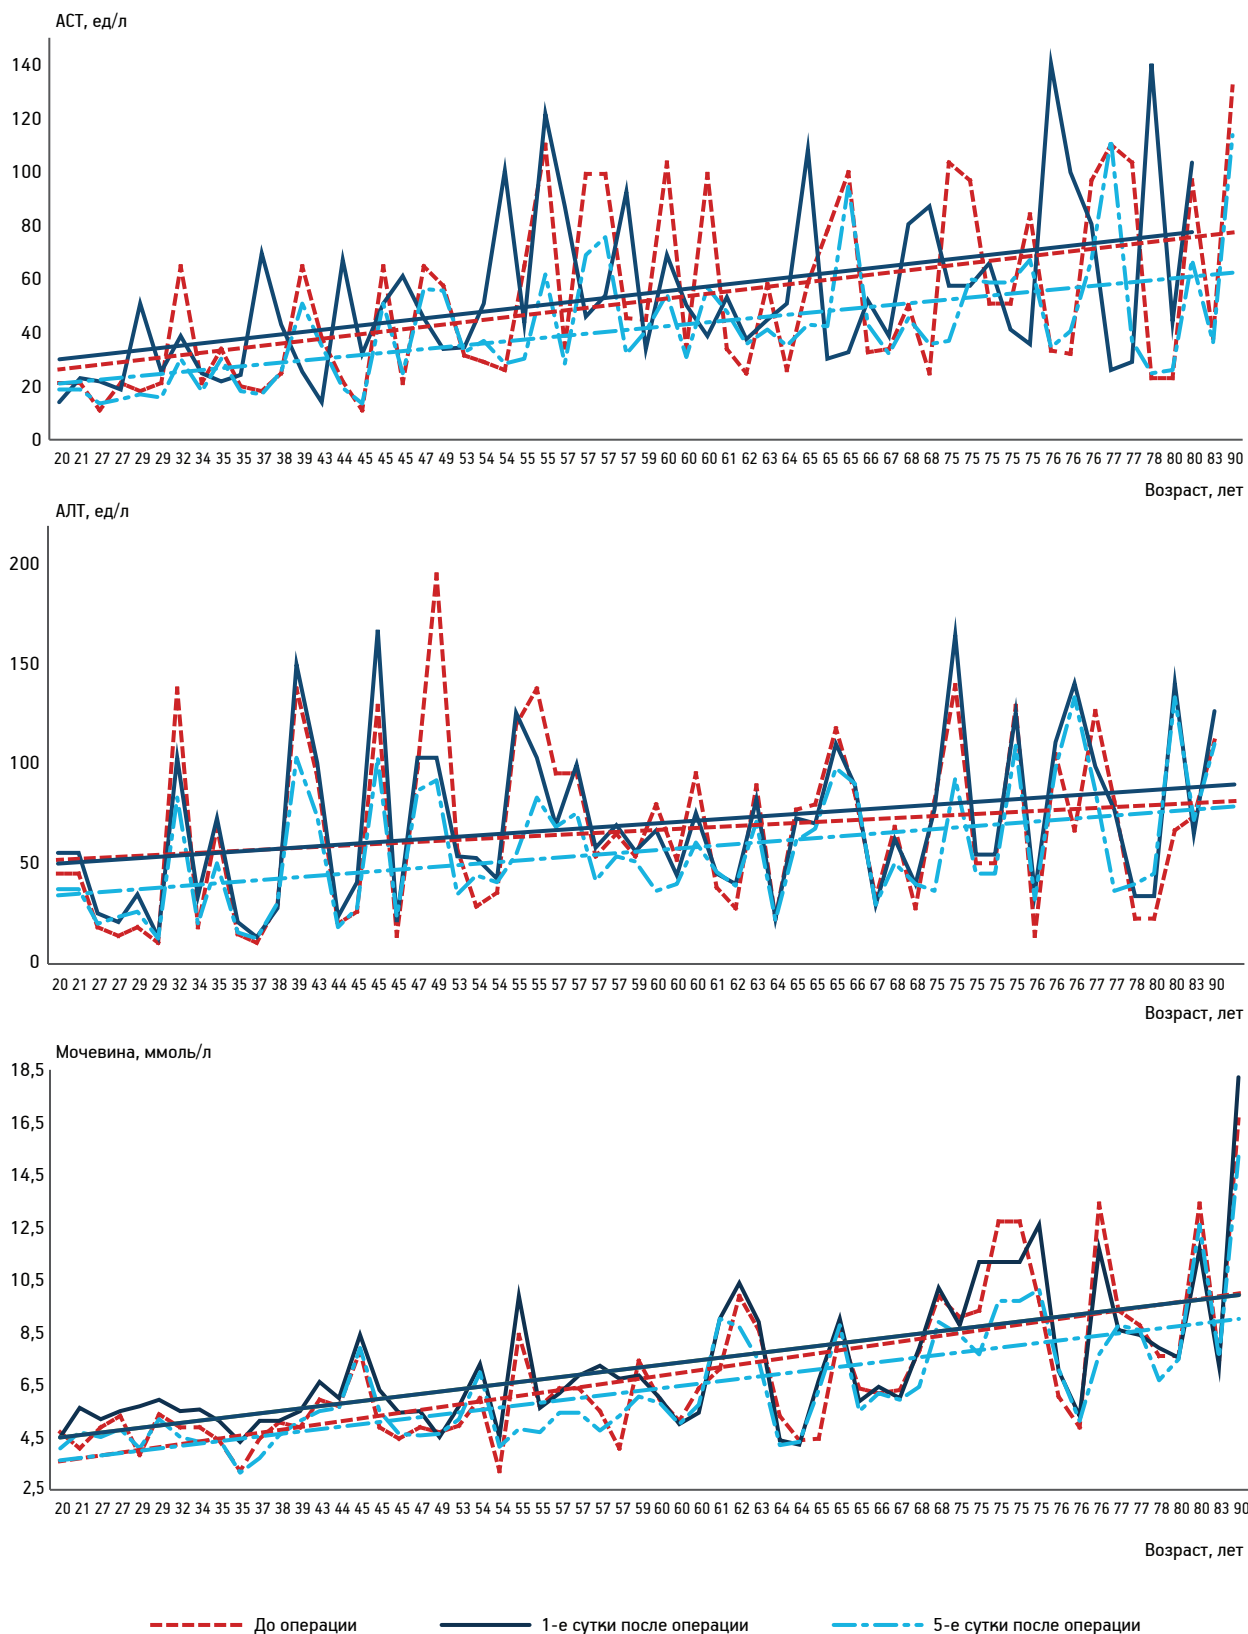 АСТ, ед/л
140
120
100
80
60
40
20
0
20 21 27 27 29 29 32 34 35 35 37 38 39 43 44 45 45 45 47 49 53 54 54 55 55 57 57 57 57 59 60 60 60 61 62 63 64 65 65 65 66 67 68 68 75 75 75 75 75 76 76 76 77 77 78 80 80 83 90
Возраст, лет
АЛТ, ед/л
200
150
100
50
0
20 21 27 27 29 29 32 34 35 35 37 38 39 43 44 45 45 45 47 49 53 54 54 55 55 57 57 57 57 59 60 60 60 61 62 63 64 65 65 65 66 67 68 68 75 75 75 75 75 76 76 76 77 77 78 80 80 83 90
Возраст, лет
Мочевина, ммоль/л
18,5
16,5
14,5
12,5
10,5
8,5
6,5
4,5
2,5
20 21 27 27 29 29 32 34 35 35 37 38 39 43 44 45 45 45 47 49 53 54 54 55 55 57 57 57 57 59 60 60 60 61 62 63 64 64 65 65 66 67 68 68 75 75 75 75 76 76 76 77 77 78 80 80 83 90
Возраст, лет
До операции
1-е сутки после операции
5-е сутки после операции